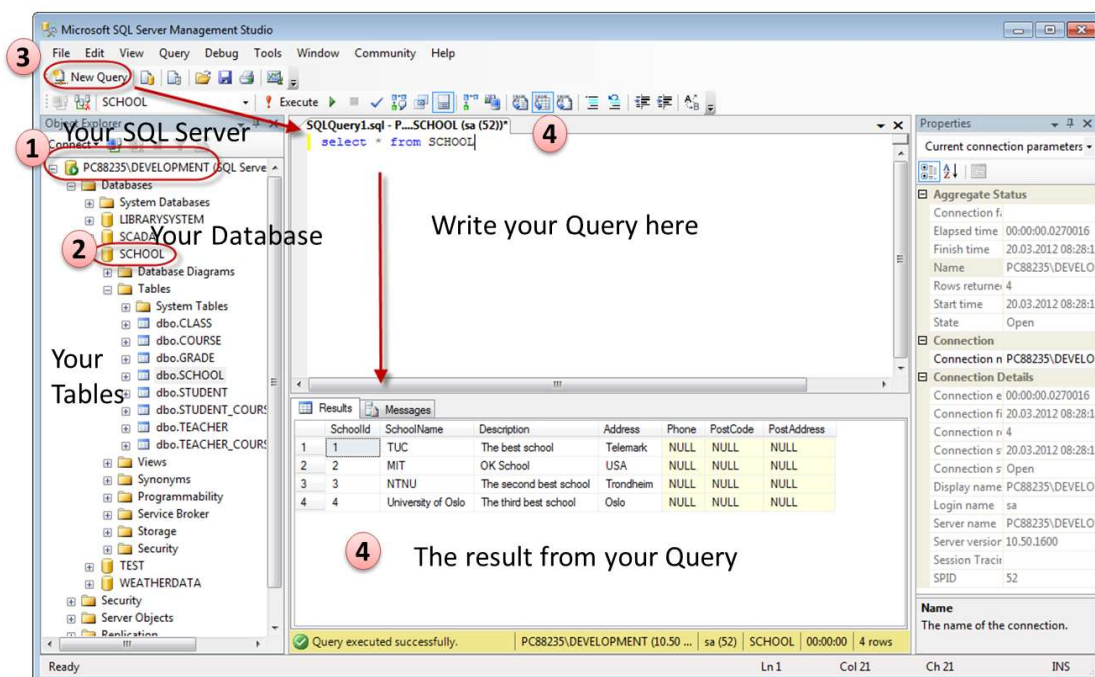 Microsoft SQL Server Management Studio
File Edit View Query Debug Tools Window Community Help
3
New Query
SCHOOL Execute
Object Explorer
Your SQL Server
Connect
1
PC88235\DEVELOPMENT (SQL Serve
Databases
System Databases
LIBRARYSYSTEM
SCADA
Your Database
2
SCHOOL
Database Diagrams
Tables
System Tables
dbo.CLASS
dbo.COURSE
dbo.GRADE
dbo.SCHOOL
dbo.STUDENT
dbo.STUDENT_COURS
dbo.TEACHER
dbo.TEACHER_COURS
Your
Tables
Views
Synonyms
Programmability
Service Broker
Storage
Security
TEST
WEATHERDATA
Security
Server Objects
Replication
SQLQuery1.sql - P....SCHOOL (sa (52))*
4
select * from SCHOOL
Write your Query here
Results Messages
SchoolId SchoolName Description Address Phone PostCode PostAddress
1 1 TUC The best school Telemark NULL NULL NULL
2 2 MIT OK School USA NULL NULL NULL
3 3 NTNU The second best school Trondheim NULL NULL NULL
4 4 University of Oslo The third best school Oslo NULL NULL NULL
4
The result from your Query
Query executed successfully. PC88235\DEVELOPMENT (10.50 ... sa (52) SCHOOL 00:00:00 4 rows
Properties
Current connection parameters
Aggregate Status
Connection f
Elapsed time 00:00:00.0270016
Finish time 20.03.2012 08:28:1
Name PC88235\DEVELO
Rows returne 4
Start time 20.03.2012 08:28:1
State Open
Connection
Connection n PC88235\DEVELO
Connection Details
Connection e 00:00:00.0270016
Connection fi 20.03.2012 08:28:1
Connection r 4
Connection s 20.03.2012 08:28:1
Connection s Open
Display name PC88235\DEVELO
Login name sa
Server name PC88235\DEVELO
Server version 10.50.1600
Session Tracin
SPID 52
Name
The name of the connection.
Ready Ln 1 Col 21 Ch 21 INS